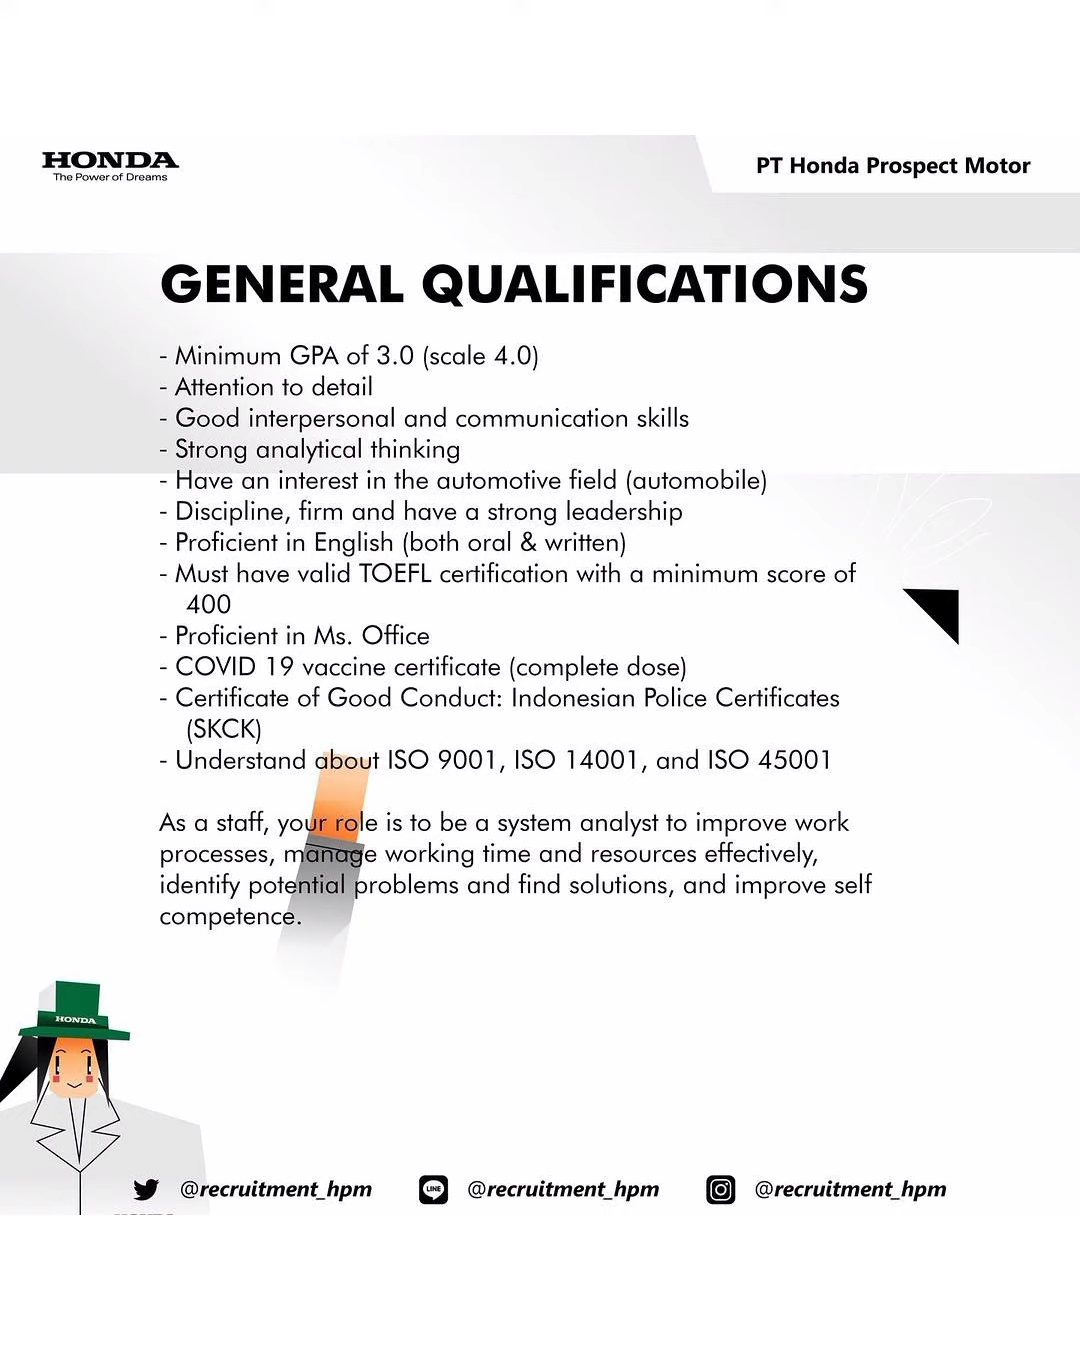 HONDA
The Power of Dreams
PT Honda Prospect Motor
GENERAL QUALIFICATIONS
- Minimum GPA of 3.0 (scale 4.0)
- Attention to detail
- Good interpersonal and communication skills
- Strong analytical thinking
- Have an interest in the automotive field (automobile)
- Discipline, firm and have a strong leadership
- Proficient in English (both oral & written)
- Must have valid TOEFL certification with a minimum score of
400
- Proficient in Ms. Office
- COVID 19 vaccine certificate (complete dose)
- Certificate of Good Conduct: Indonesian Police Certificates
(SKCK)
- Understand about ISO 9001, ISO 14001, and ISO 45001
As a staff, your role is to be a system analyst to improve work
processes, manage working time and resources effectively,
identify potential problems and find solutions, and improve self
competence.
HONDA
@recruitment_hpm
LINE
@recruitment_hpm
@recruitment_hpm